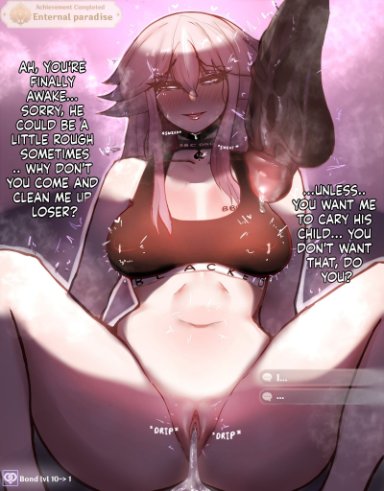 Achievement Completed
Enternal paradise
AH, YOU'RE
FINALLY
AWAKE...
SORRY, HE
COULD BE A
LITTLE ROUGH
SOMETIMES
.. WHY DON'T
YOU COME AND
CLEAN ME UP
LOSER?
...UNLESS..
YOU WANT ME
TO CARY HIS
CHILD... YOU
DON'T WANT
THAT, DO
YOU?
BLACKED
I...
...
*DRIP*
*DRIP*
Bond lvl 10-> 1